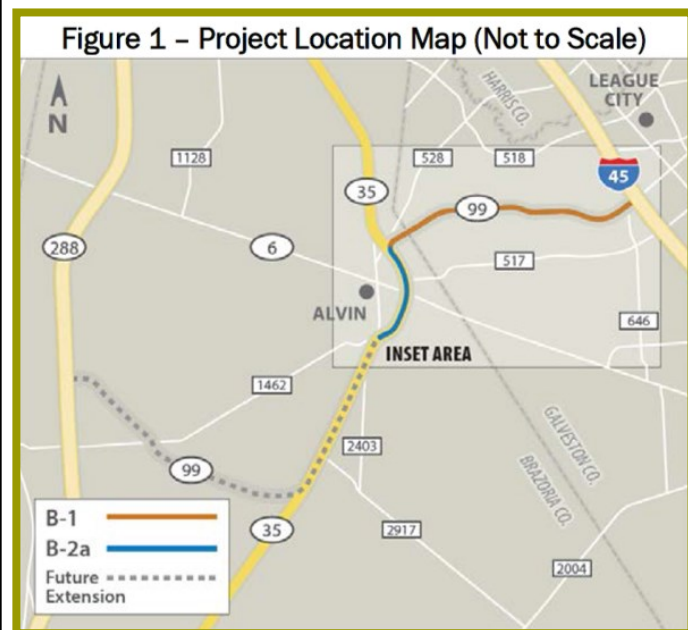 Figure 1 – Project Location Map (Not to Scale)
N
HARRIS CO.
LEAGUE
CITY
1128
528
518
45
35
99
288
6
517
ALVIN
646
INSET AREA
1462
GALVESTON CO.
BRAZORIA CO.
2403
99
35
2917
2004
B-1
B-2a
Future
Extension